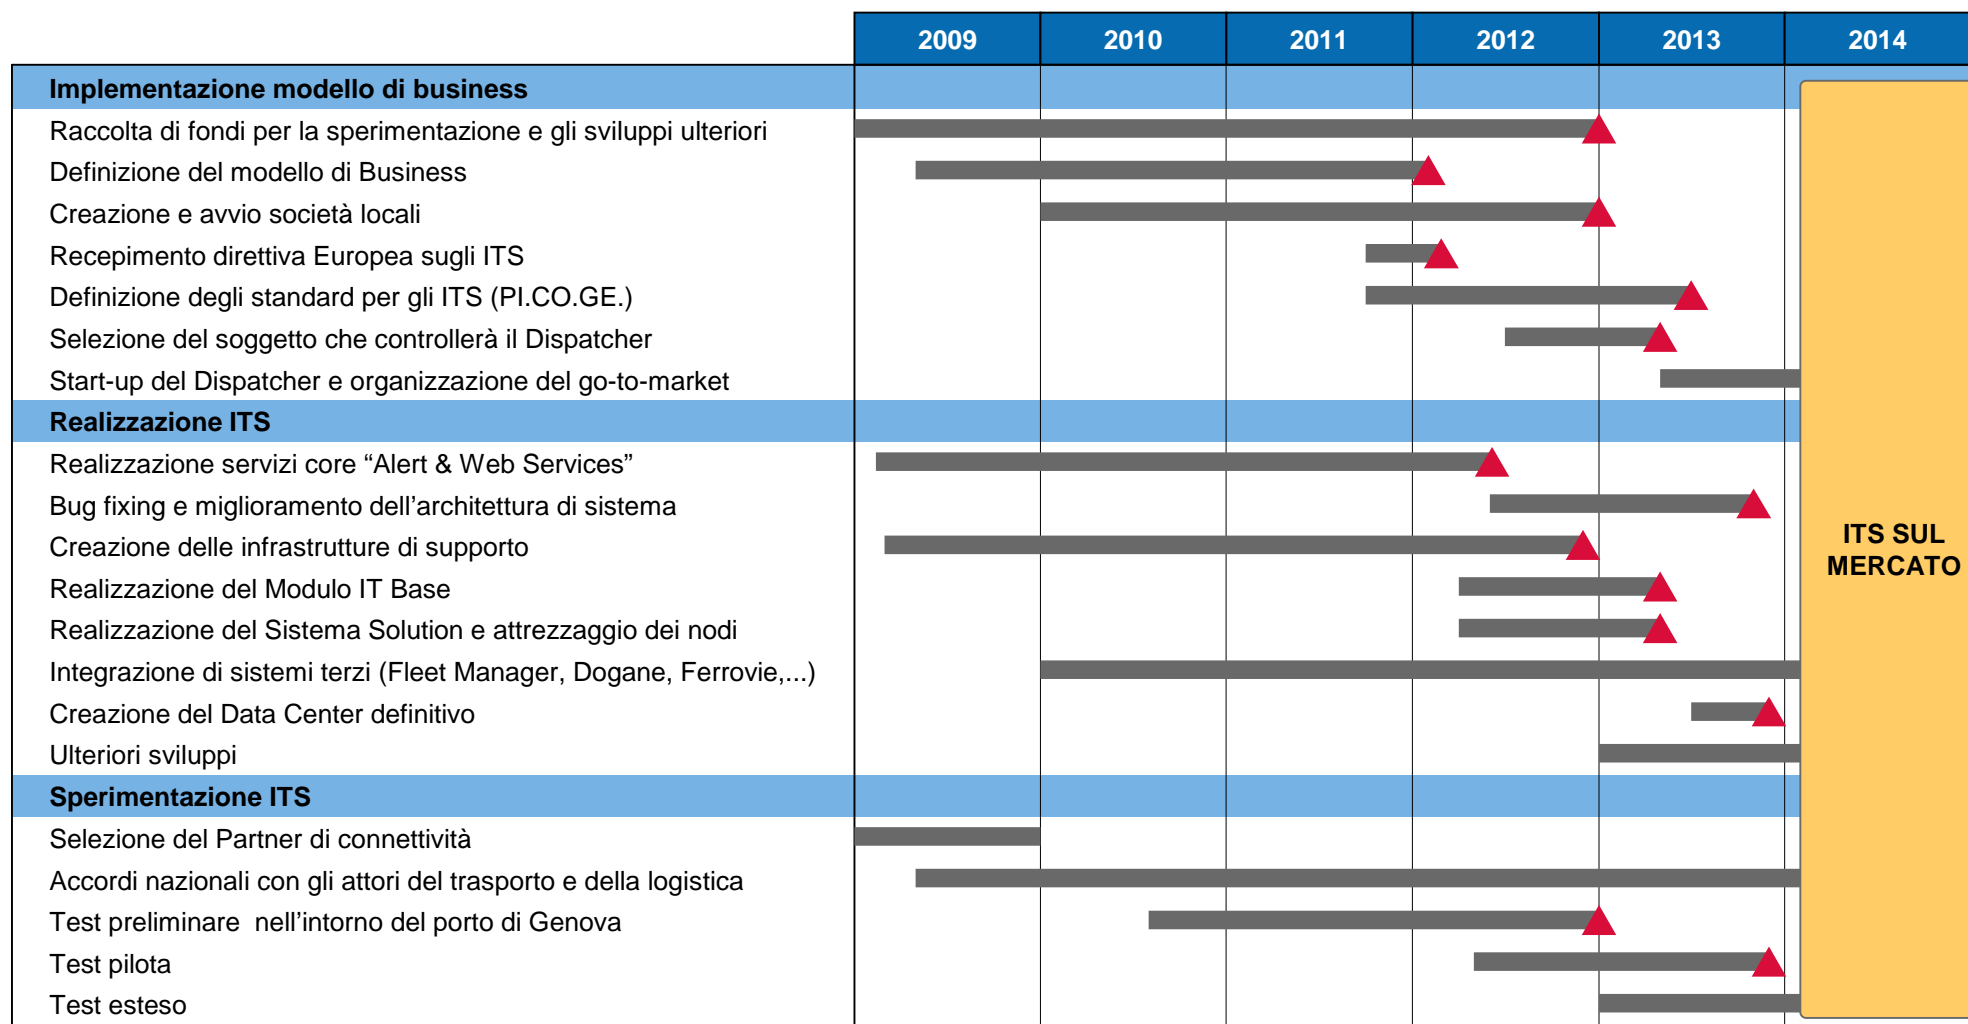 2009 2010 2011 2012 2013 2014
Implementazione modello di business
Raccolta di fondi per la sperimentazione e gli sviluppi ulteriori
Definizione del modello di Business
Creazione e avvio società locali
Recepimento direttiva Europea sugli ITS
Definizione degli standard per gli ITS (PI.CO.GE.)
Selezione del soggetto che controllerà il Dispatcher
Start-up del Dispatcher e organizzazione del go-to-market
Realizzazione ITS
Realizzazione servizi core “Alert & Web Services”
Bug fixing e miglioramento dell’architettura di sistema
Creazione delle infrastrutture di supporto
Realizzazione del Modulo IT Base
Realizzazione del Sistema Solution e attrezzaggio dei nodi
Integrazione di sistemi terzi (Fleet Manager, Dogane, Ferrovie,...)
Creazione del Data Center definitivo
Ulteriori sviluppi
Sperimentazione ITS
Selezione del Partner di connettività
Accordi nazionali con gli attori del trasporto e della logistica
Test preliminare  nell’intorno del porto di Genova
Test pilota
Test esteso
ITS SUL
MERCATO